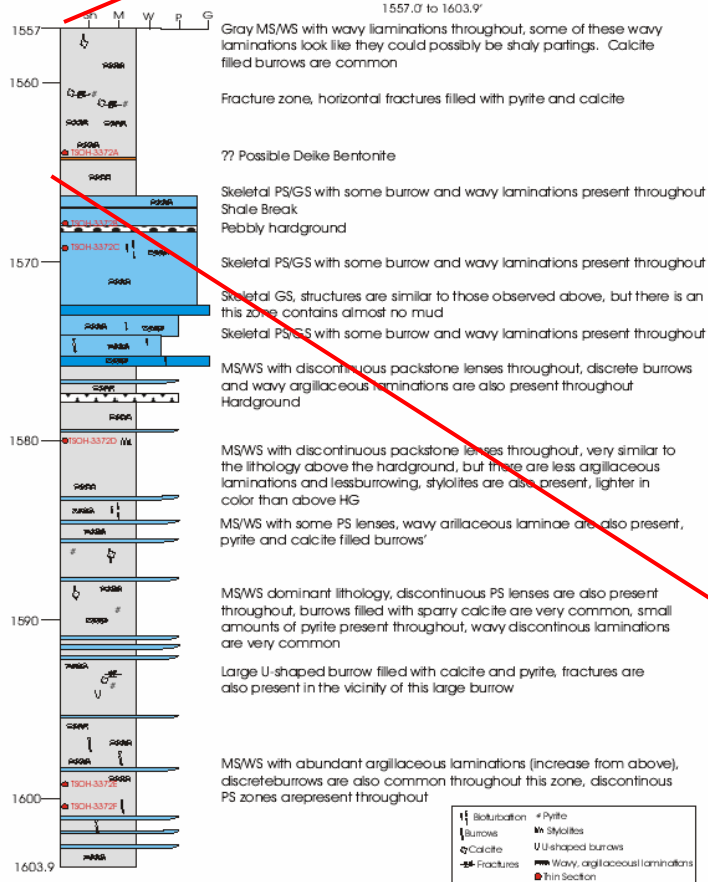 1557.0' to 1603.9'
Sh M W P G
1557
Gray MS/WS with wavy liaminations throughout, some of these wavy
laminations look like they could possibly be shaly partings. Calcite
filled burrows are common
1560
Fracture zone, horizontal fractures filled with pyrite and calcite
TSOH-3372A
?? Possible Deike Bentonite
Skeletal PS/GS with some burrow and wavy laminations present throughout
Shale Break
TSOH-3372B
Pebbly hardground
TSOH-3372C
1570
Skeletal PS/GS with some burrow and wavy laminations present throughout
Skeletal GS, structures are similar to those observed above, but there is an
this zone contains almost no mud
Skeletal PS/GS with some burrow and wavy laminations present throughout
MS/WS with discontinuous packstone lenses throughout, discrete burrows
and wavy argillaceous laminations are also present throughout
Hardground
1580
TSOH-3372D
MS/WS with discontinuous packstone lenses throughout, very similar to
the lithology above the hardground, but there are less argillaceous
laminations and lessburrowing, stylolites are also present, lighter in
color than above HG
MS/WS with some PS lenses, wavy arillaceous laminae are also present,
pyrite and calcite filled burrows'
1590
MS/WS dominant lithology, discontinuous PS lenses are also present
throughout, burrows filled with sparry calcite are very common, small
amounts of pyrite present throughout, wavy discontinous laminations
are very common
Large U-shaped burrow filled with calcite and pyrite, fractures are
also present in the vicinity of this large burrow
MS/WS with abundant argillaceous laminations (increase from above),
discreteburrows are also common throughout this zone, discontinous
PS zones arepresent throughout
TSOH-3372E
1600
TSOH-3372F
1603.9
Bioturbation # Pyrite
Burrows Stylolites
Calcite U U-shaped burrows
Fractures Wavy, argillaceousl laminations
Thin Section